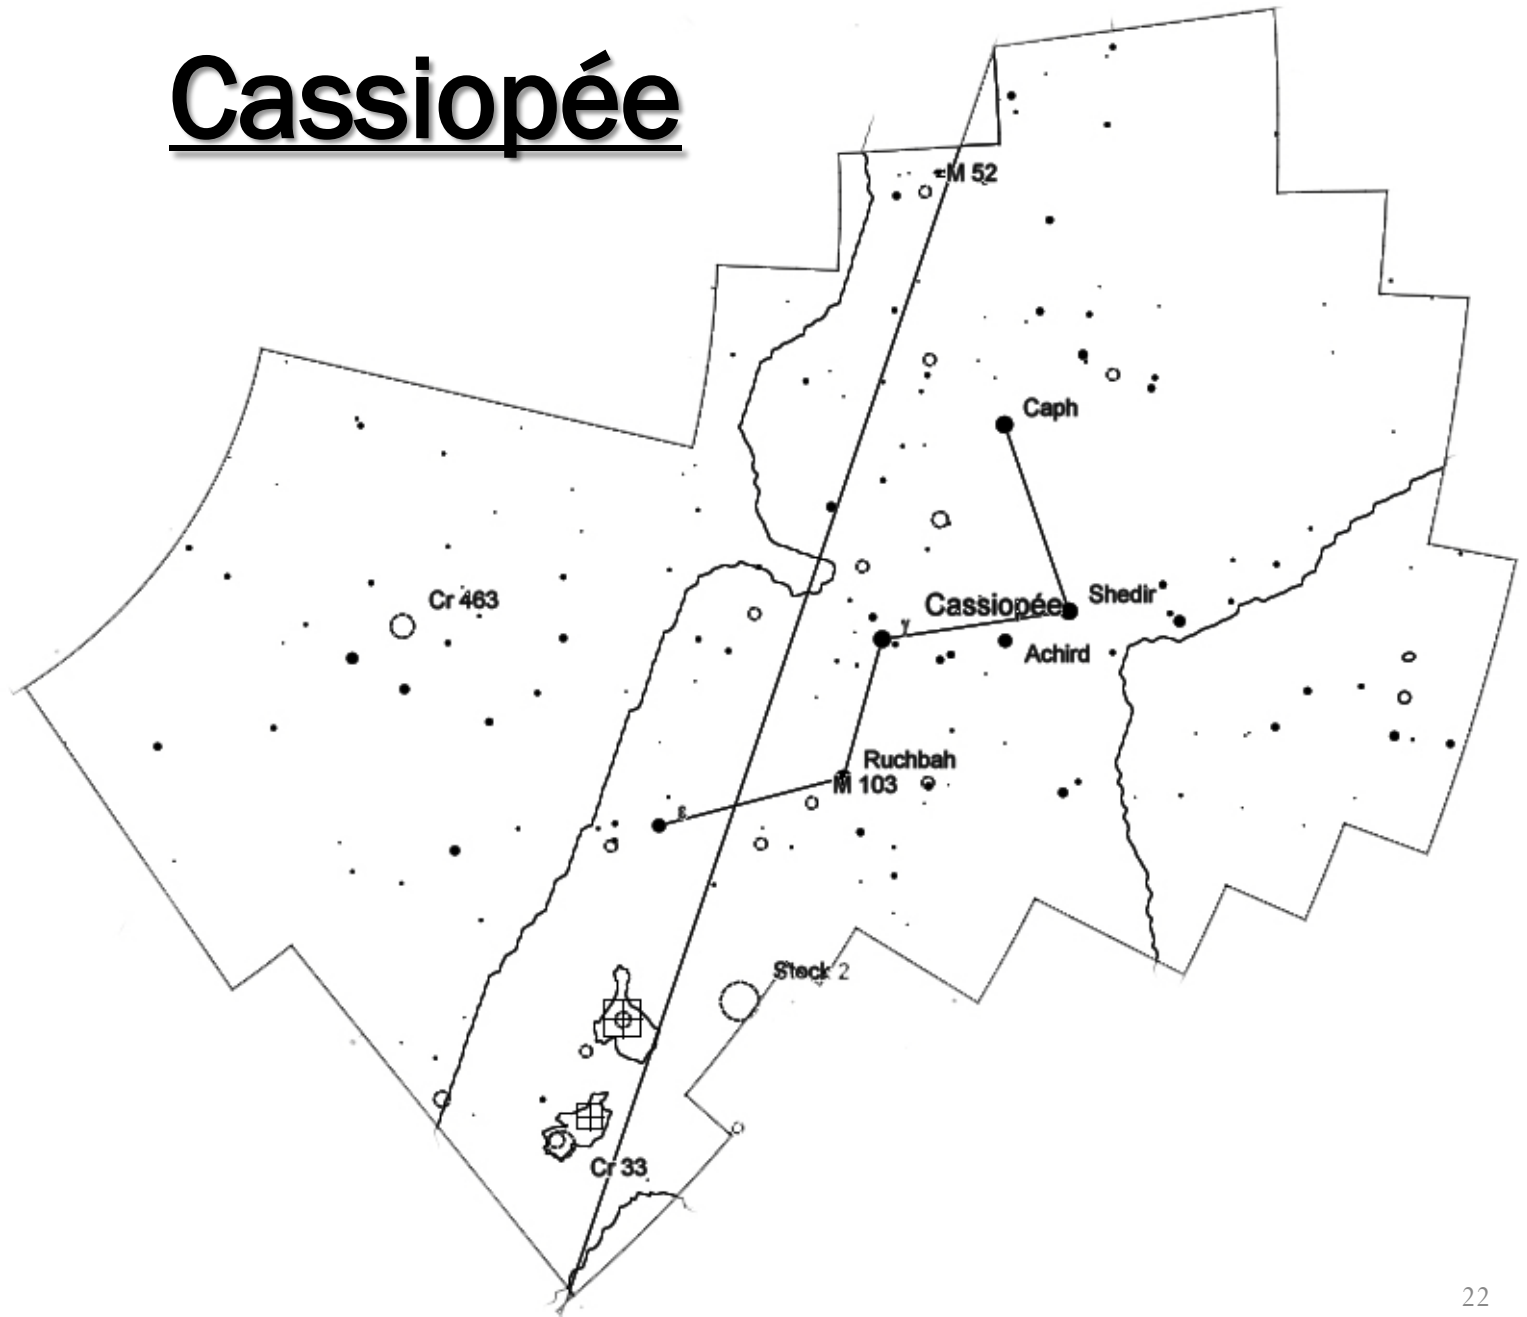 Cassiopée
M 52
Caph
Cr 463
Cassiopée
Shedir
γ
Achird
Ruchbah
M 103
ε
Stock 2
Cr 33
22